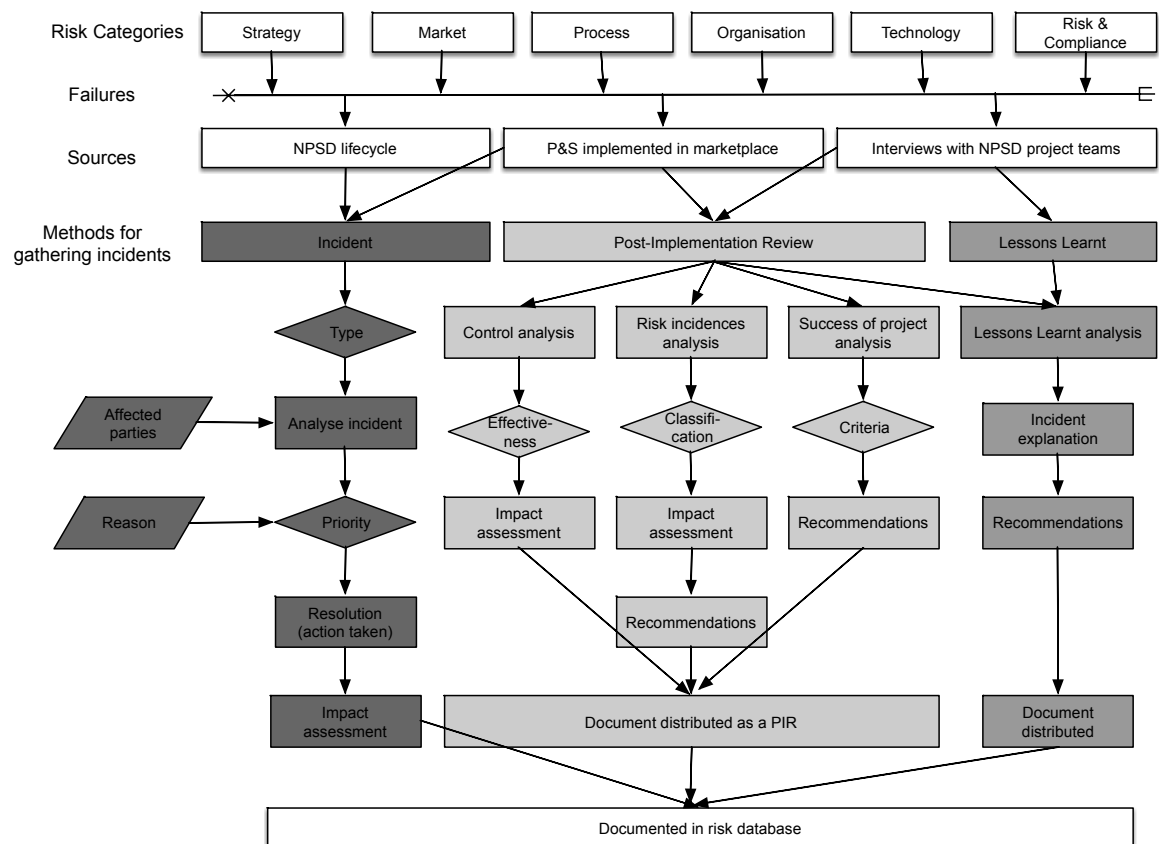 Risk Categories
Strategy
Market
Process
Organisation
Technology
Risk &
Compliance
Failures
Sources
NPSD lifecycle
P&S implemented in marketplace
Interviews with NPSD project teams
Methods for
gathering incidents
Incident
Post-Implementation Review
Lessons Learnt
Type
Control analysis
Risk incidences
analysis
Success of project
analysis
Lessons Learnt analysis
Affected
parties
Analyse incident
Effective-
ness
Classifi-
cation
Criteria
Incident
explanation
Reason
Priority
Impact
assessment
Impact
assessment
Recommendations
Recommendations
Resolution
(action taken)
Recommendations
Impact
assessment
Document distributed as a PIR
Document
distributed
Documented in risk database